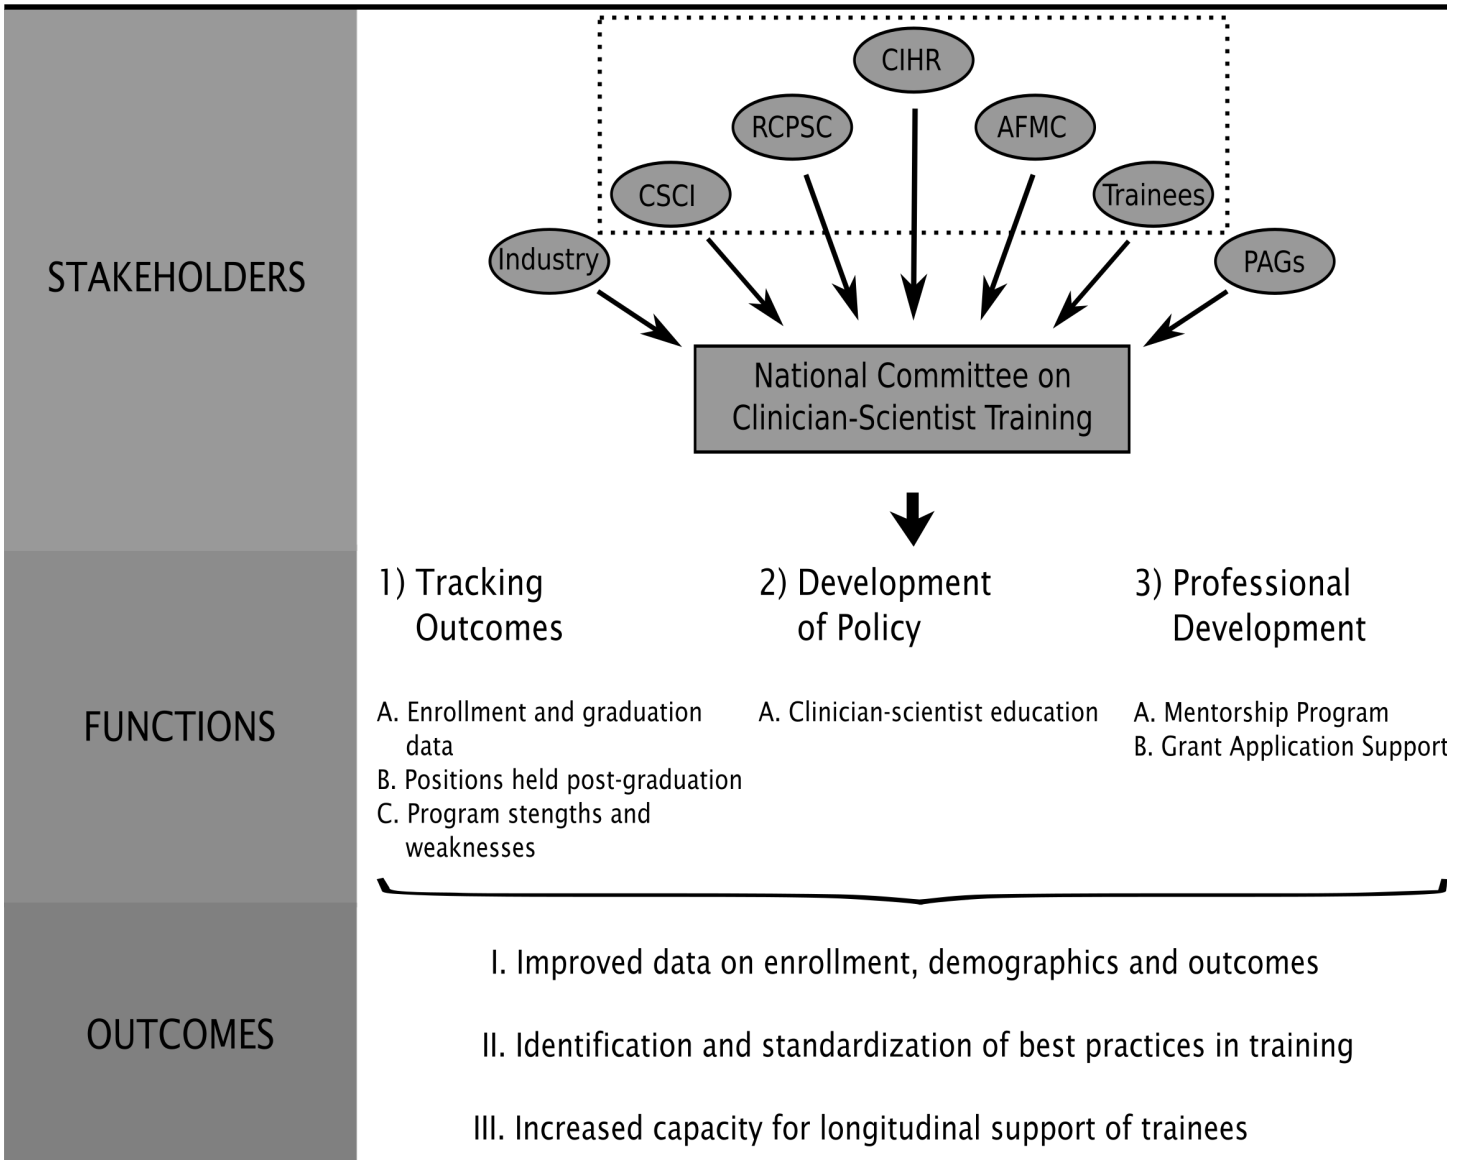 CIHR
RCPSC
AFMC
CSCI
Trainees
Industry
PAGs
STAKEHOLDERS
National Committee on
Clinician-Scientist Training
1) Tracking
Outcomes
2) Development
of Policy
3) Professional
Development
FUNCTIONS
A. Enrollment and graduation
data
B. Positions held post-graduation
C. Program stengths and
weaknesses
A. Clinician-scientist education
A. Mentorship Program
B. Grant Application Support
OUTCOMES
I. Improved data on enrollment, demographics and outcomes
II. Identification and standardization of best practices in training
III. Increased capacity for longitudinal support of trainees